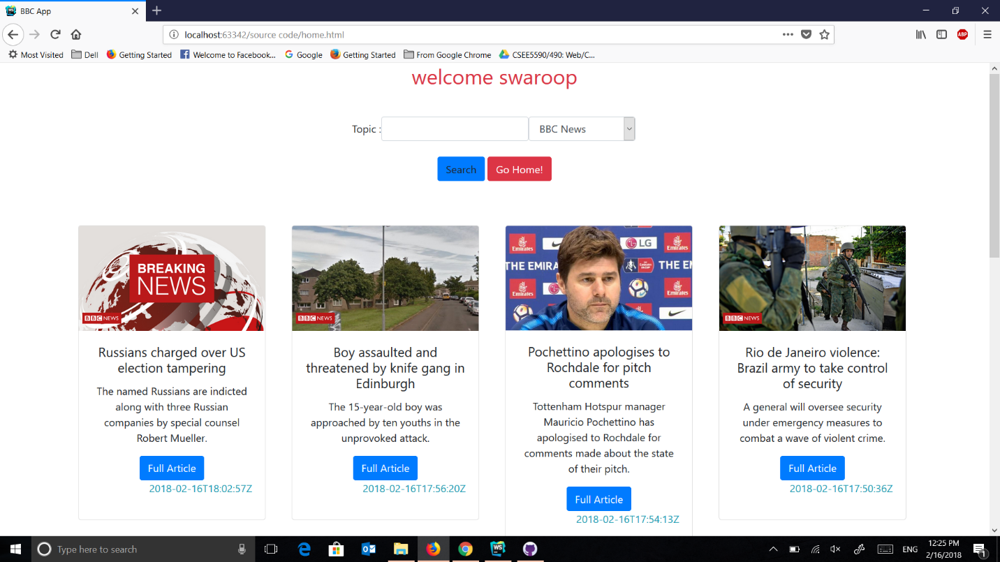 BBC App
localhost:63342/source code/home.html
ABP
Most Visited
Dell
Getting Started
Welcome to Facebook...
Google
Getting Started
From Google Chrome
CSEE5590/490: Web/C...
welcome swaroop
Topic :
BBC News
Search
Go Home!
BREAKING
NEWS
BBC NEWS
Russians charged over US
election tampering
The named Russians are indicted
along with three Russian
companies by special counsel
Robert Mueller.
Full Article
2018-02-16T18:02:57Z
BBC NEWS
Boy assaulted and
threatened by knife gang in
Edinburgh
The 15-year-old boy was
approached by ten youths in the
unprovoked attack.
Full Article
2018-02-16T17:56:20Z
Emirates
LG
Emirates
THE EMIRA
THE EM
Emirates
Emirates
Emirates
Pochettino apologises to
Rochdale for pitch
comments
Tottenham Hotspur manager
Mauricio Pochettino has
apologised to Rochdale for
comments made about the state
of their pitch.
Full Article
2018-02-16T17:54:13Z
BBC NEWS
Rio de Janeiro violence:
Brazil army to take control
of security
A general will oversee security
under emergency measures to
combat a wave of violent crime.
Full Article
2018-02-16T17:50:36Z
Type here to search
ENG
12:25 PM
2/16/2018
1